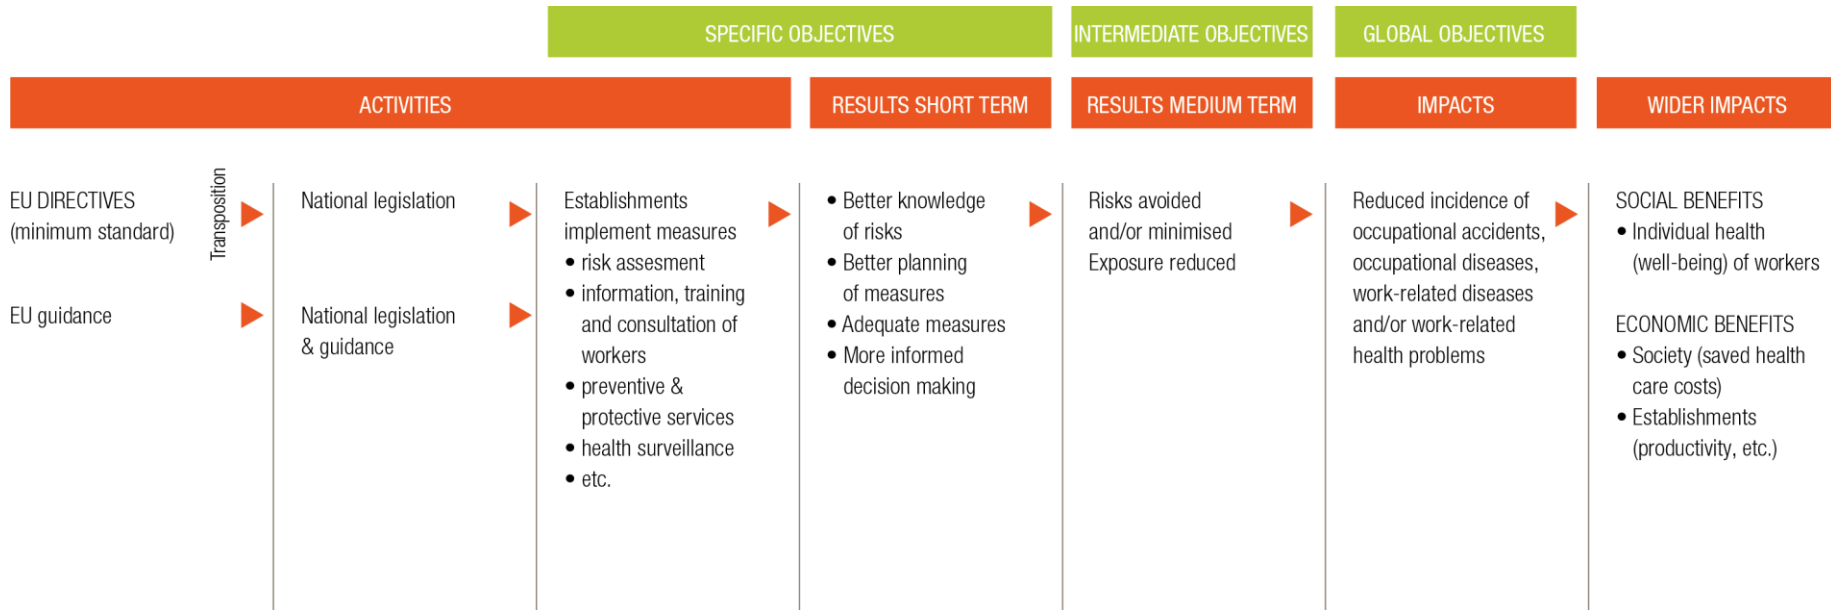 SPECIFIC OBJECTIVES
INTERMEDIATE OBJECTIVES
GLOBAL OBJECTIVES
ACTIVITIES
RESULTS SHORT TERM
RESULTS MEDIUM TERM
IMPACTS
WIDER IMPACTS
EU DIRECTIVES
(minimum standard)
Transposition
EU guidance
National legislation
National legislation
& guidance
Establishments
implement measures
• risk assesment
• information, training
and consultation of
workers
• preventive &
protective services
• health surveillance
• etc.
• Better knowledge
of risks
• Better planning
of measures
• Adequate measures
• More informed
decision making
Risks avoided
and/or minimised
Exposure reduced
Reduced incidence of
occupational accidents,
occupational diseases,
work-related diseases
and/or work-related
health problems
SOCIAL BENEFITS
• Individual health
(well-being) of workers
ECONOMIC BENEFITS
• Society (saved health
care costs)
• Establishments
(productivity, etc.)